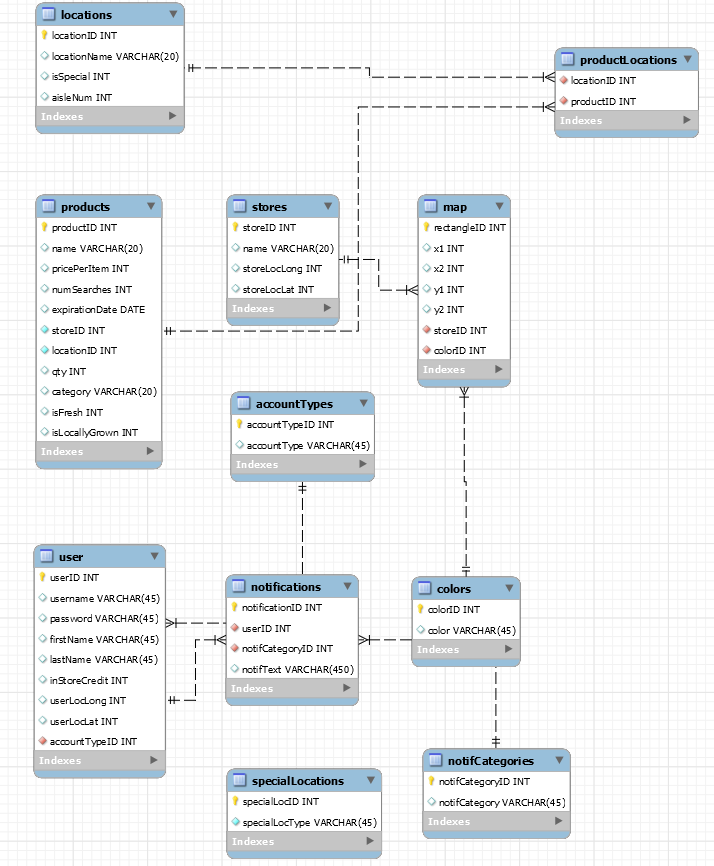 locations
locationID INT
locationName VARCHAR(20)
isSpecial INT
aisleNum INT
Indexes
productLocations
locationID INT
productID INT
Indexes
products
productID INT
name VARCHAR(20)
pricePerItem INT
numSearches INT
expirationDate DATE
storeID INT
locationID INT
qty INT
category VARCHAR(20)
isFresh INT
isLocallyGrown INT
Indexes
stores
storeID INT
name VARCHAR(20)
storeLocLong INT
storeLocLat INT
Indexes
map
rectangleID INT
x1 INT
x2 INT
y1 INT
y2 INT
storeID INT
colorID INT
Indexes
accountTypes
accountTypeID INT
accountType VARCHAR(45)
Indexes
user
userID INT
username VARCHAR(45)
password VARCHAR(45)
firstName VARCHAR(45)
lastName VARCHAR(45)
inStoreCredit INT
userLocLong INT
userLocLat INT
accountTypeID INT
Indexes
notifications
notificationID INT
userID INT
notifCategoryID INT
notifText VARCHAR(450)
Indexes
colors
colorID INT
color VARCHAR(45)
Indexes
notifCategories
notifCategoryID INT
notifCategory VARCHAR(45)
Indexes
specialLocations
specialLocID INT
specialLocType VARCHAR(45)
Indexes